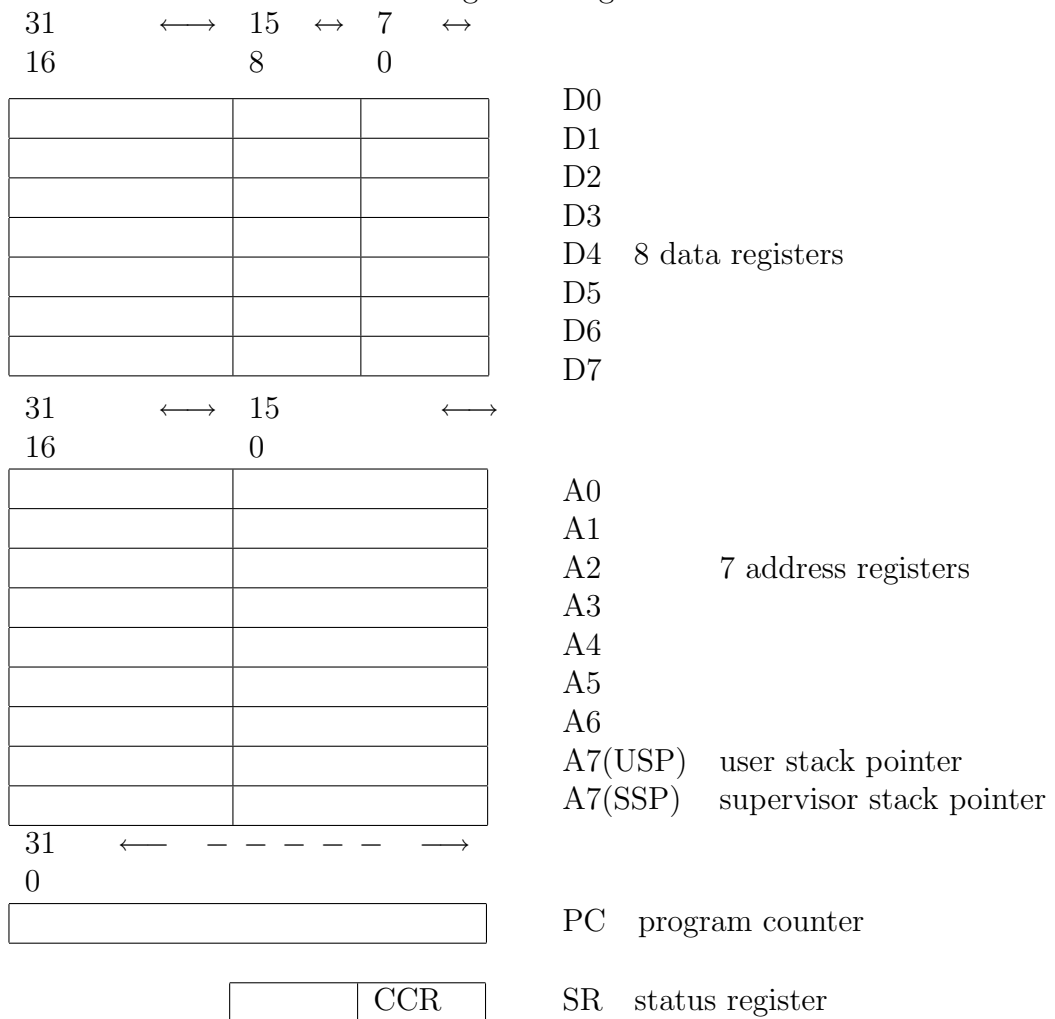 31 ⟷ 15 ↔ 7 ↔
16 8 0
D0
D1
D2
D3
D4 8 data registers
D5
D6
D7
31 ⟷ 15 ⟷
16 0
A0
A1
A2 7 address registers
A3
A4
A5
A6
A7(USP) user stack pointer
A7(SSP) supervisor stack pointer
31 ⟵ − − − − − ⟶
0
PC program counter
CCR SR status register